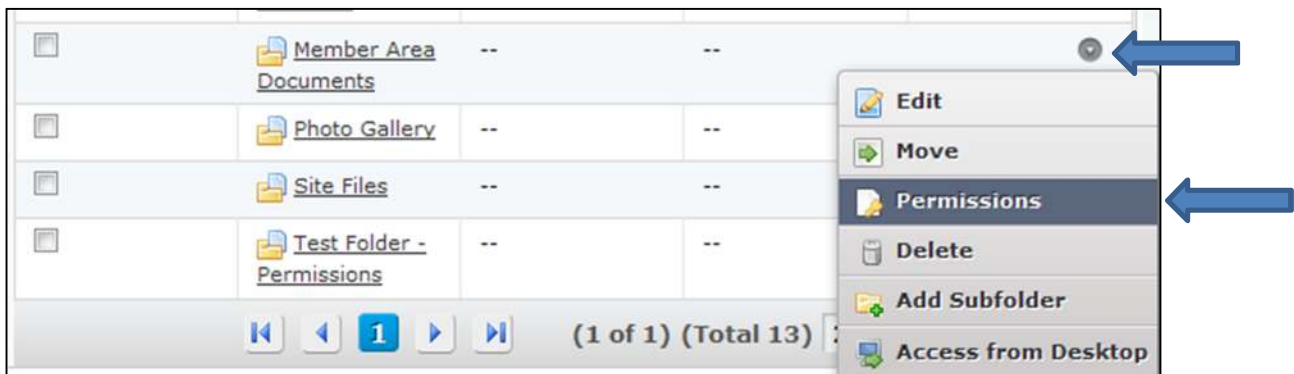 Member Area -- --
Documents
Edit
Photo Gallery -- --
Move
Site Files -- --
Permissions
Test Folder - -- --
Permissions
Delete
Add Subfolder
1 (1 of 1) (Total 13)
Access from Desktop